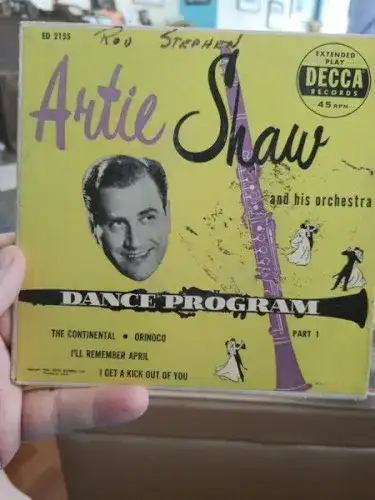 ED 2155
Rod Stephen
EXTENDED PLAY
DECCA
RECORDS
45 RPM
Artie Shaw
and his orchestra
DANCE PROGRAM
PART 1
THE CONTINENTAL • ORINOCO
I'LL REMEMBER APRIL
I GET A KICK OUT OF YOU